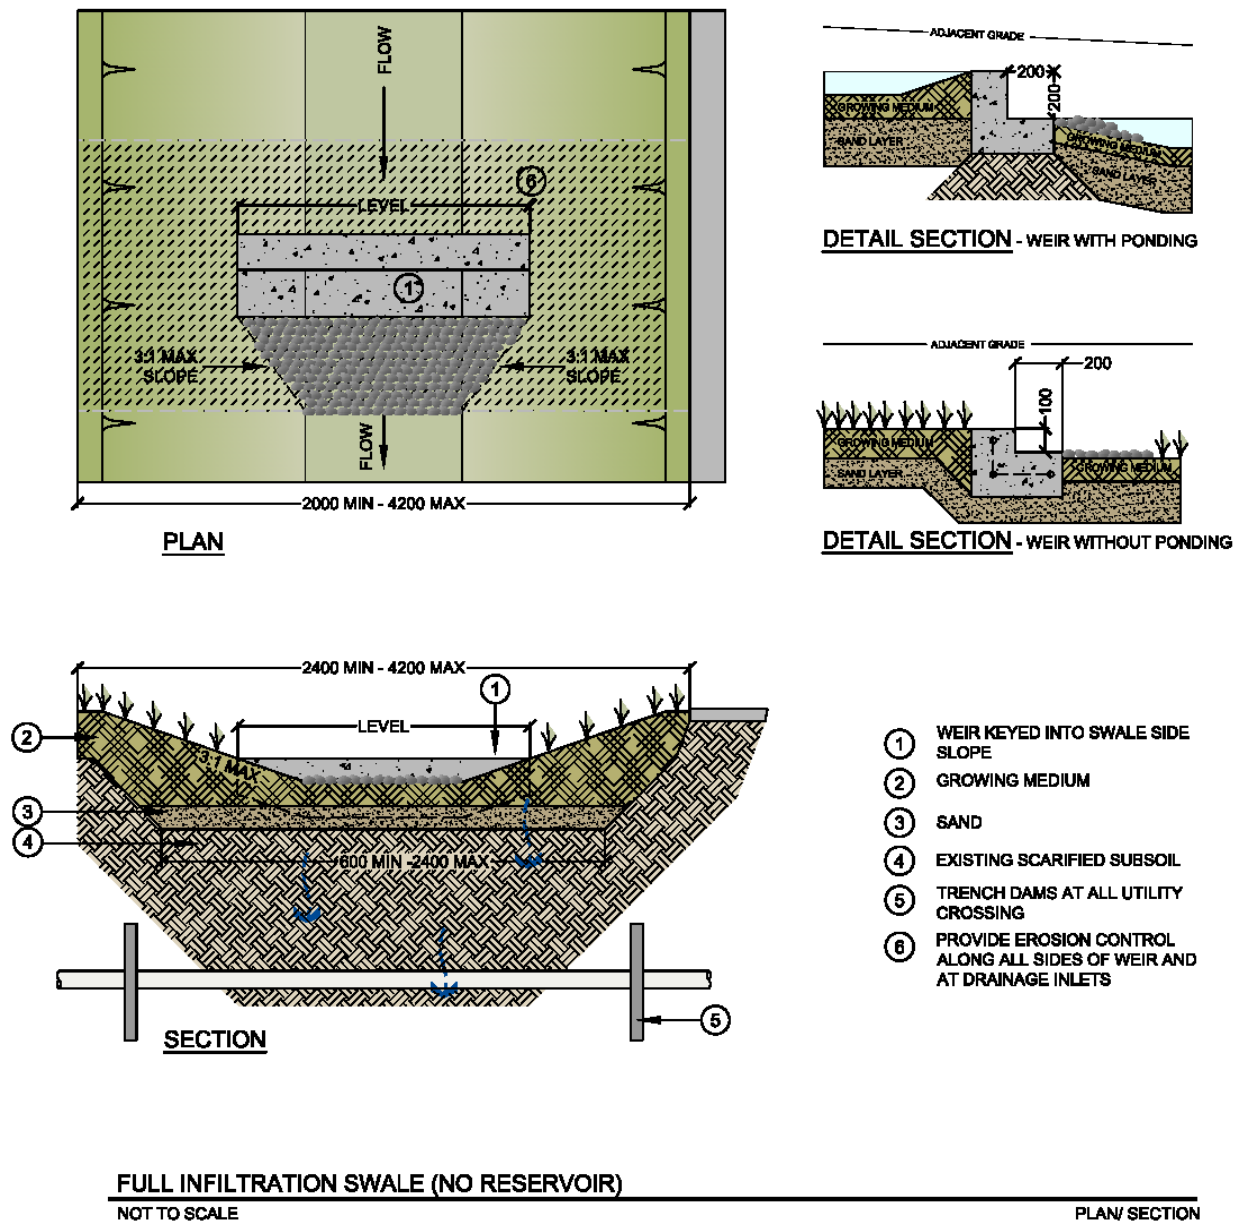 FLOW
6
LEVEL
1
3:1 MAX
SLOPE
3:1 MAX
SLOPE
FLOW
2000 MIN - 4200 MAX
PLAN
ADJACENT GRADE
200
200
GROWING MEDIUM
SAND LAYER
GROWING MEDIUM
SAND LAYER
DETAIL SECTION - WEIR WITH PONDING
ADJACENT GRADE
200
100
GROWING MEDIUM
SAND LAYER
GROWING MEDIUM
DETAIL SECTION - WEIR WITHOUT PONDING
2400 MIN - 4200 MAX
1
LEVEL
2
3:1 MAX
3
4
600 MIN -2400 MAX
5
SECTION
1 WEIR KEYED INTO SWALE SIDE
SLOPE
2 GROWING MEDIUM
3 SAND
4 EXISTING SCARIFIED SUBSOIL
5 TRENCH DAMS AT ALL UTILITY
CROSSING
6 PROVIDE EROSION CONTROL
ALONG ALL SIDES OF WEIR AND
AT DRAINAGE INLETS
FULL INFILTRATION SWALE (NO RESERVOIR)
NOT TO SCALE
PLAN/ SECTION